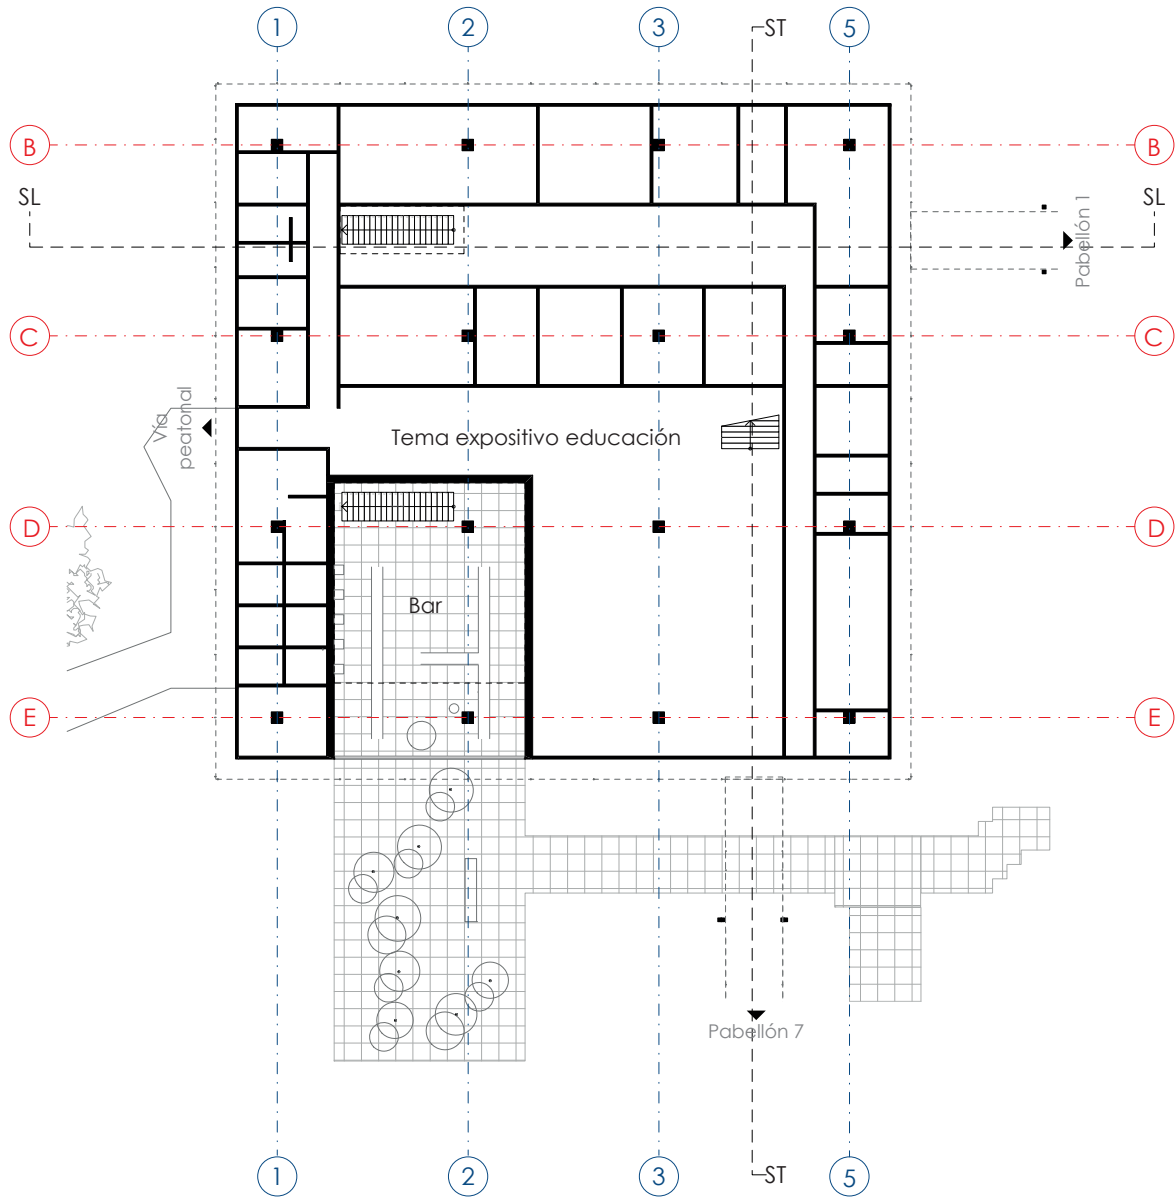 1
2
3
ST
5
B
B
SL
SL
Pabellón 1
C
C
Vía
peatonal
Tema expositivo educación
D
D
Bar
E
E
Pabellón 7
1
2
3
ST
5